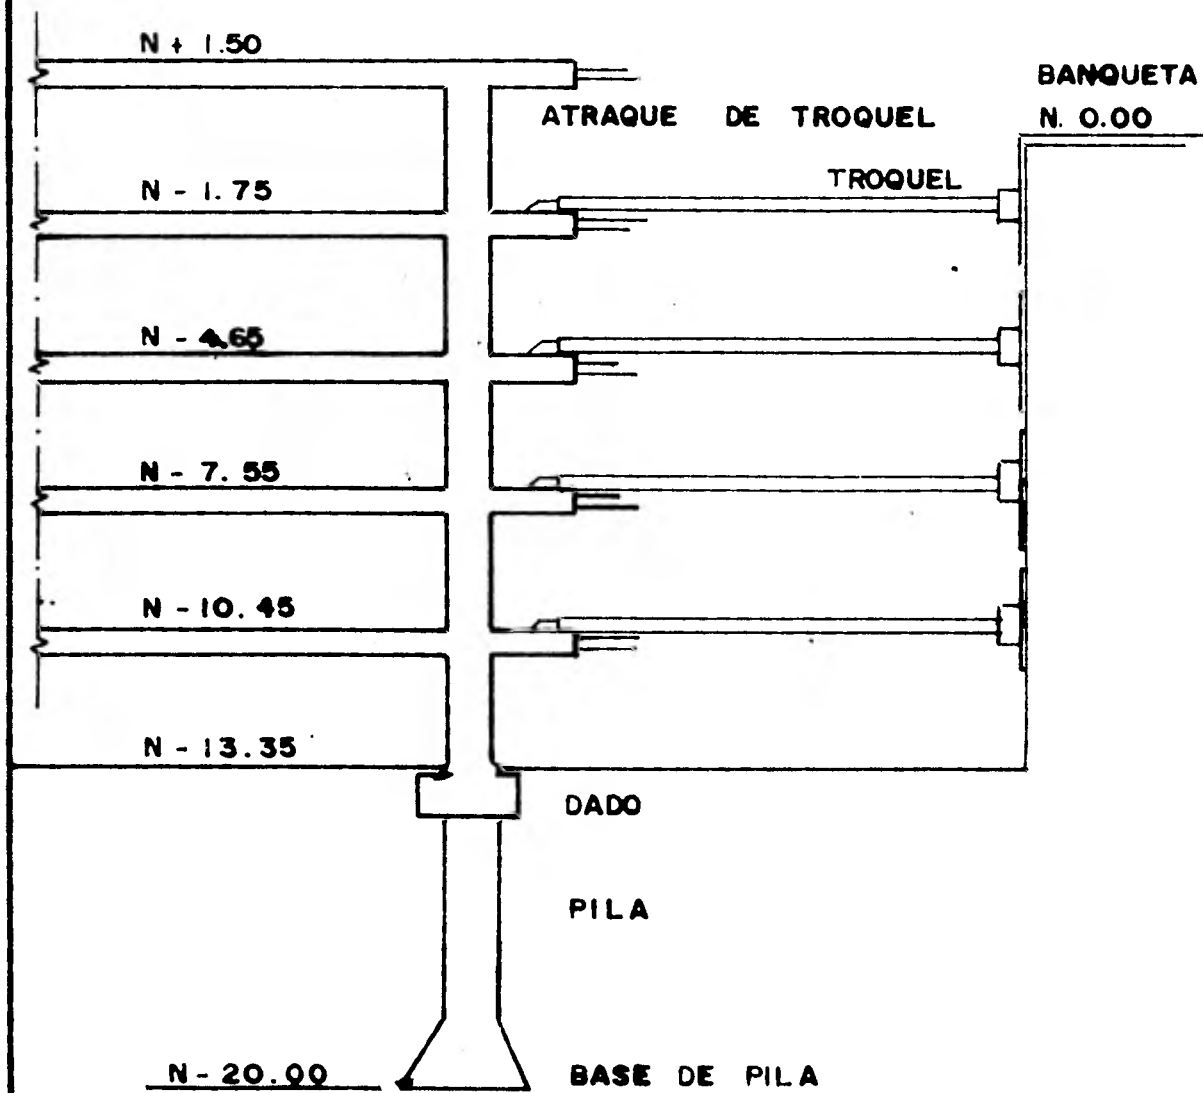 N + 1.50
BANQUETA
N. 0.00
ATRAQUE DE TROQUEL
TROQUEL
N - 1.75
N - 4.65
N - 7.55
N - 10.45
N - 13.35
DADO
PILA
N - 20.00
BASE DE PILA